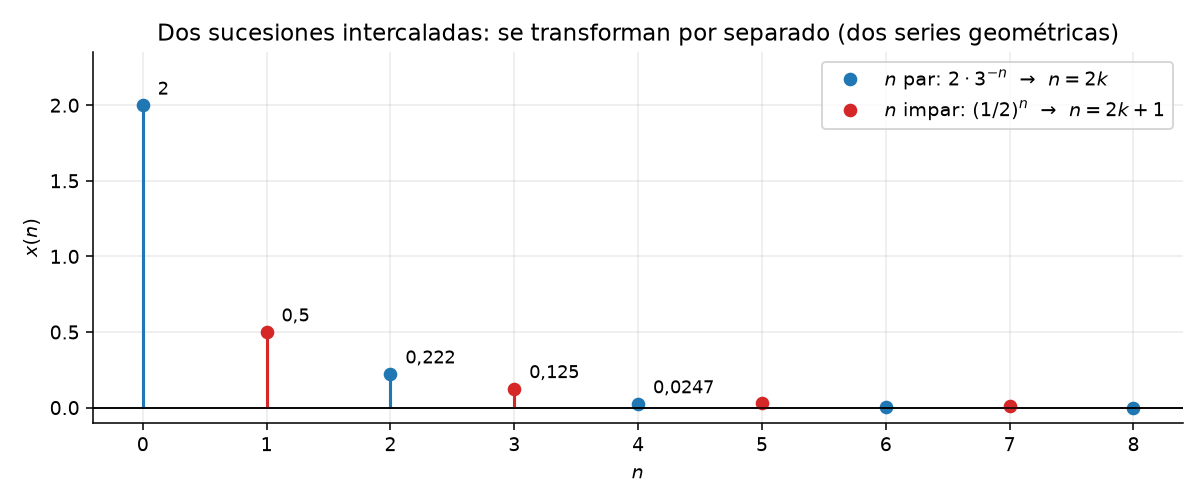 Dos sucesiones intercaladas: se transforman por separado (dos series geométricas)
n par: 2 · 3⁻ⁿ → n = 2k
n impar: (1/2)ⁿ → n = 2k + 1
2
0,5
0,222
0,125
0,0247
x(n)
2.0
1.5
1.0
0.5
0.0
0 1 2 3 4 5 6 7 8
n